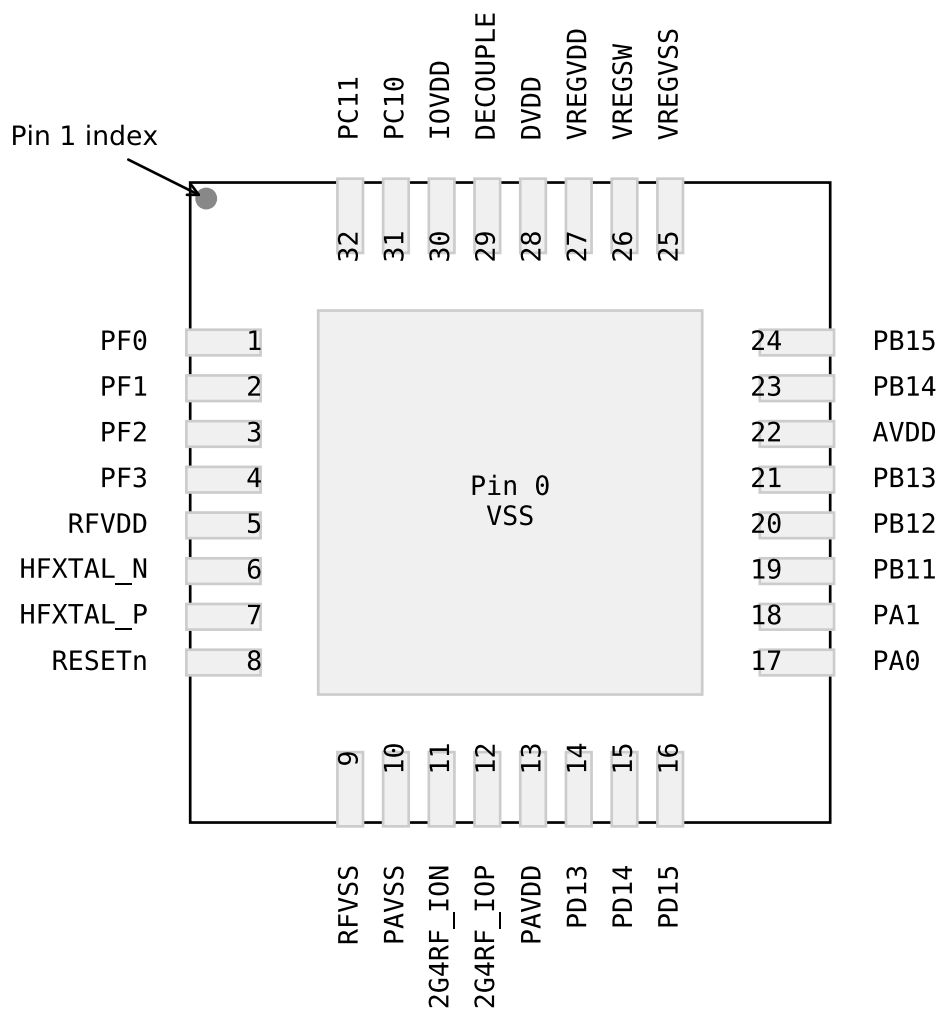 PC11
PC10
IOVDD
DECOUPLE
DVDD
VREGVDD
VREGSW
VREGVSS
Pin 1 index
32
31
30
29
28
27
26
25
PF0 1
PF1 2
PF2 3
PF3 4
RFVDD 5
HFXTAL_N 6
HFXTAL_P 7
RESETn 8
Pin 0
VSS
24 PB15
23 PB14
22 AVDD
21 PB13
20 PB12
19 PB11
18 PA1
17 PA0
9
10
11
12
13
14
15
16
RFVSS
PAVSS
2G4RF_ION
2G4RF_IOP
PAVDD
PD13
PD14
PD15